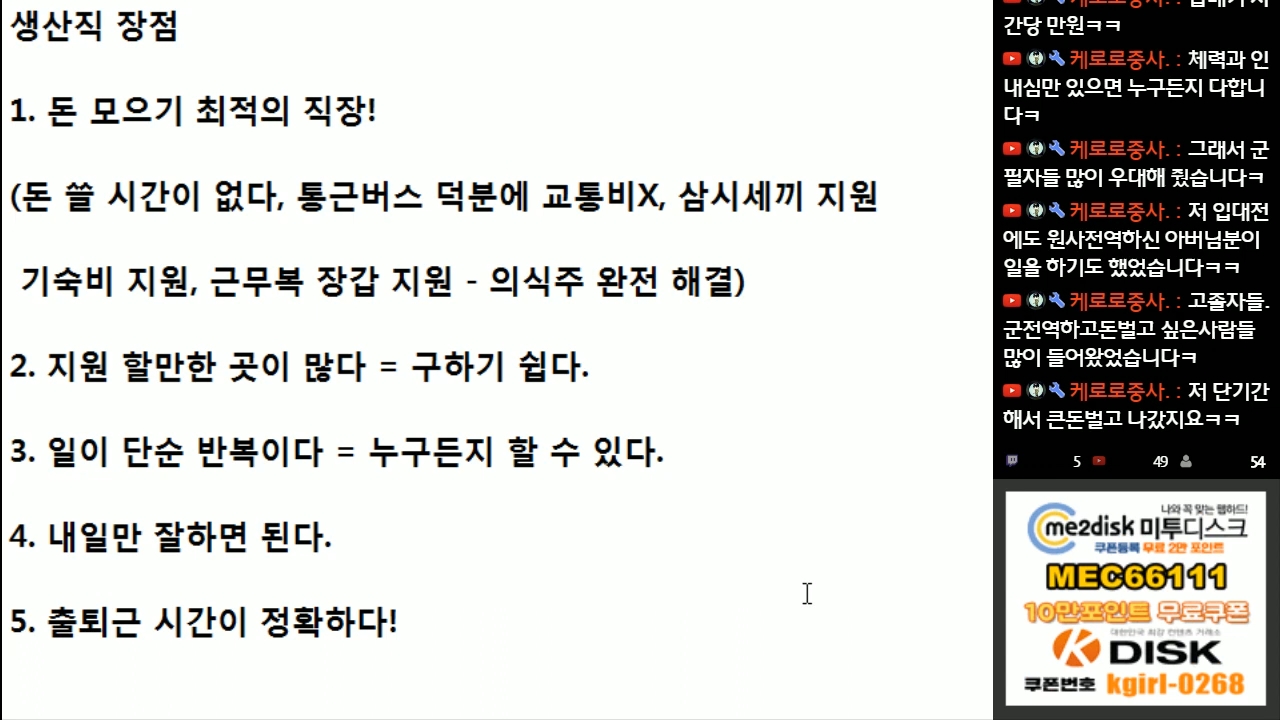 생산직 장점
1. 돈 모으기 최적의 직장!
(돈 쓸 시간이 없다, 통근버스 덕분에 교통비X, 삼시세끼 지원
기숙비 지원, 근무복 장갑 지원 - 의식주 완전 해결)
2. 지원 할만한 곳이 많다 = 구하기 쉽다.
3. 일이 단순 반복이다 = 누구든지 할 수 있다.
4. 내일만 잘하면 된다.
5. 출퇴근 시간이 정확하다!
간당 만원ㅋㅋ
케로로중사. : 체력과 인
내심만 있으면 누구든지 다합니
다ㅋ
케로로중사. : 그래서 군
필자들 많이 우대해 줬습니다ㅋ
케로로중사. : 저 입대전
에도 원사전역하신 아버님분이
일을 하기도 했었습니다ㅋㅋ
케로로중사. : 고졸자들.
군전역하고돈벌고 싶은사람들
많이 들어왔었습니다ㅋ
케로로중사. : 저 단기간
해서 큰돈벌고 나갔지요ㅋㅋ
5 49 54
나와 꼭 맞는 웹하드!
me2disk 미투디스크
쿠폰등록 무료 2만 포인트
MEC66111
10만포인트 무료쿠폰
대한민국 최강 컨텐츠 거래소
K DISK
쿠폰번호 kgirl-0268